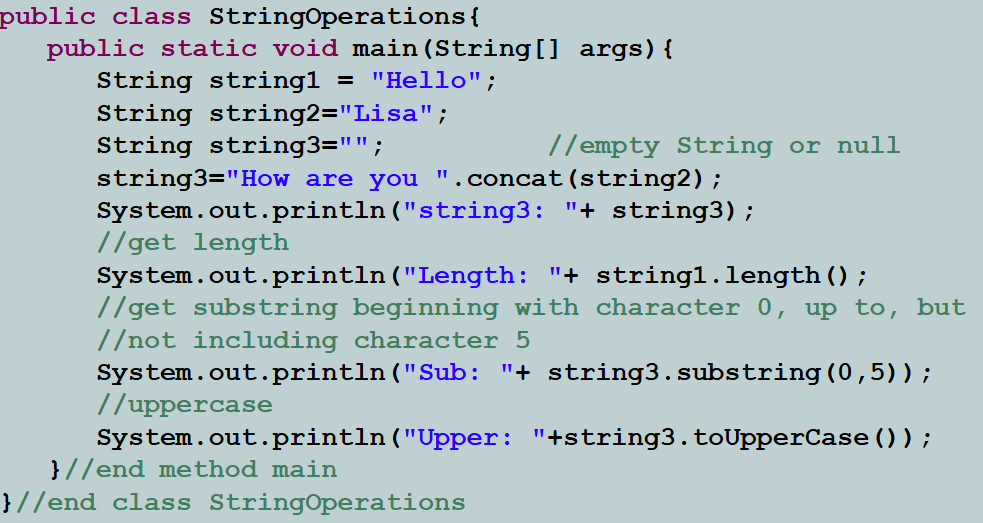 public class StringOperations{
public static void main(String[] args){
String string1 = "Hello";
String string2="Lisa";
String string3=""; //empty String or null
string3="How are you ".concat(string2);
System.out.println("string3: "+ string3);
//get length
System.out.println("Length: "+ string1.length();
//get substring beginning with character 0, up to, but
//not including character 5
System.out.println("Sub: "+ string3.substring(0,5));
//uppercase
System.out.println("Upper: "+string3.toUpperCase());
}//end method main
}//end class StringOperations